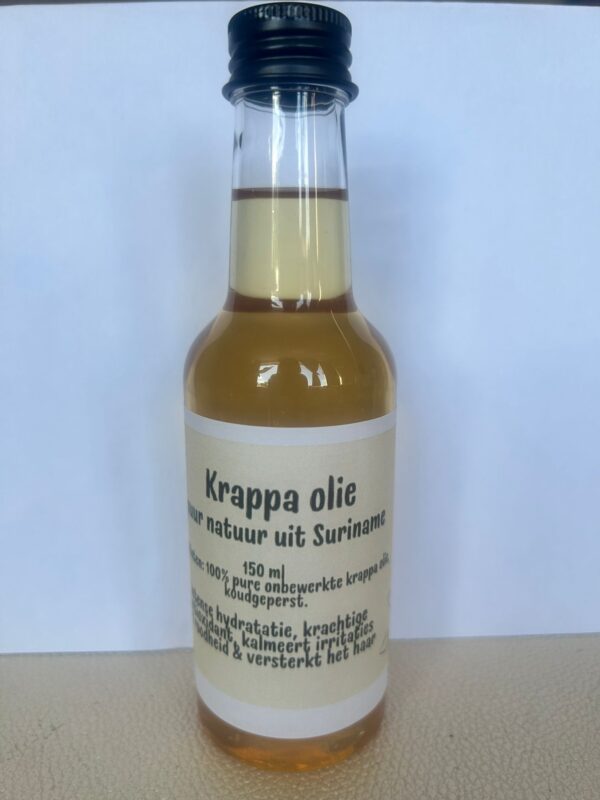 Krappa olie
natuur uit Suriname
150 ml
100% pure onbewerkte krappa olie,
koudgeperst.
hydratatie, krachtige
kalmeert irritaties
& versterkt het haar